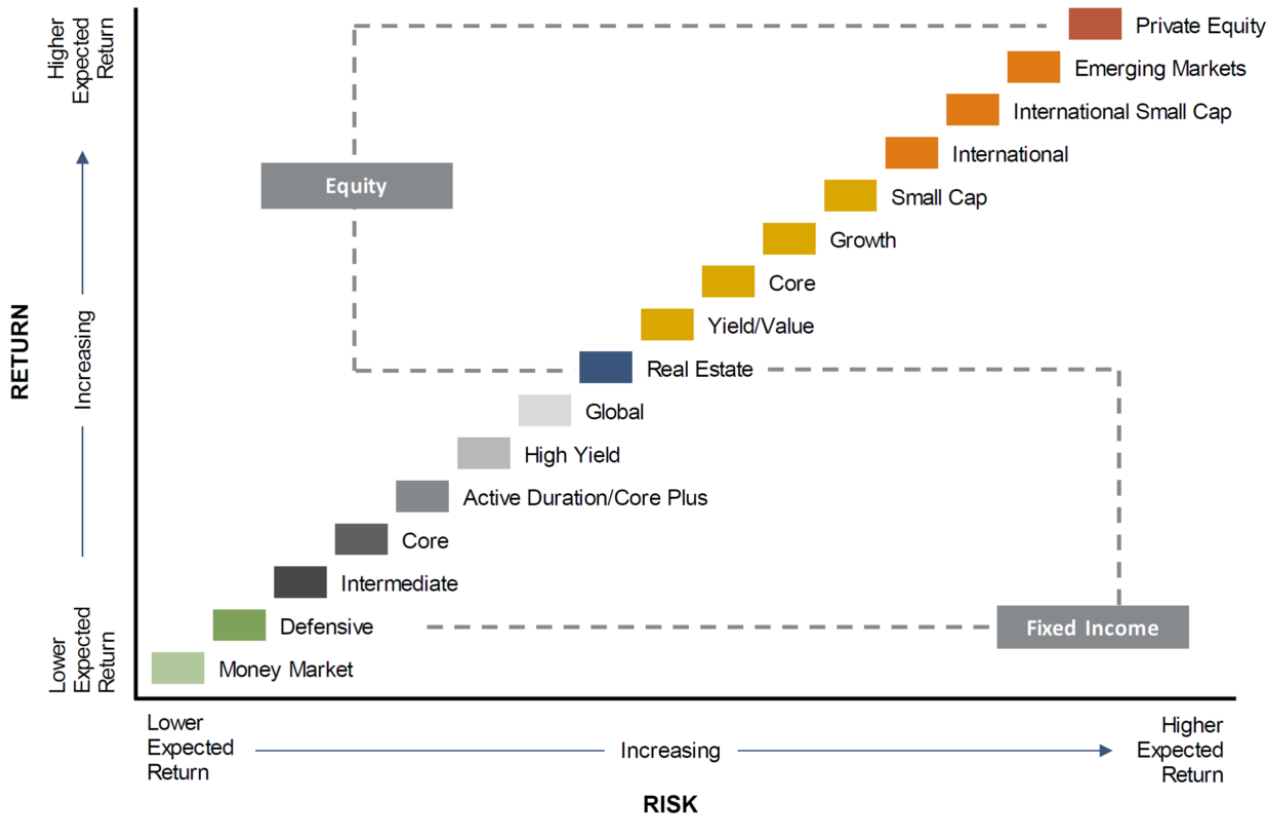 Higher
Expected
Return
Private Equity
Emerging Markets
International Small Cap
International
Equity
Small Cap
Growth
Core
Yield/Value
Real Estate
RETURN
Increasing
Global
High Yield
Active Duration/Core Plus
Core
Intermediate
Defensive
Fixed Income
Money Market
Lower
Expected
Return
Lower
Expected
Return
Increasing
Higher
Expected
Return
RISK